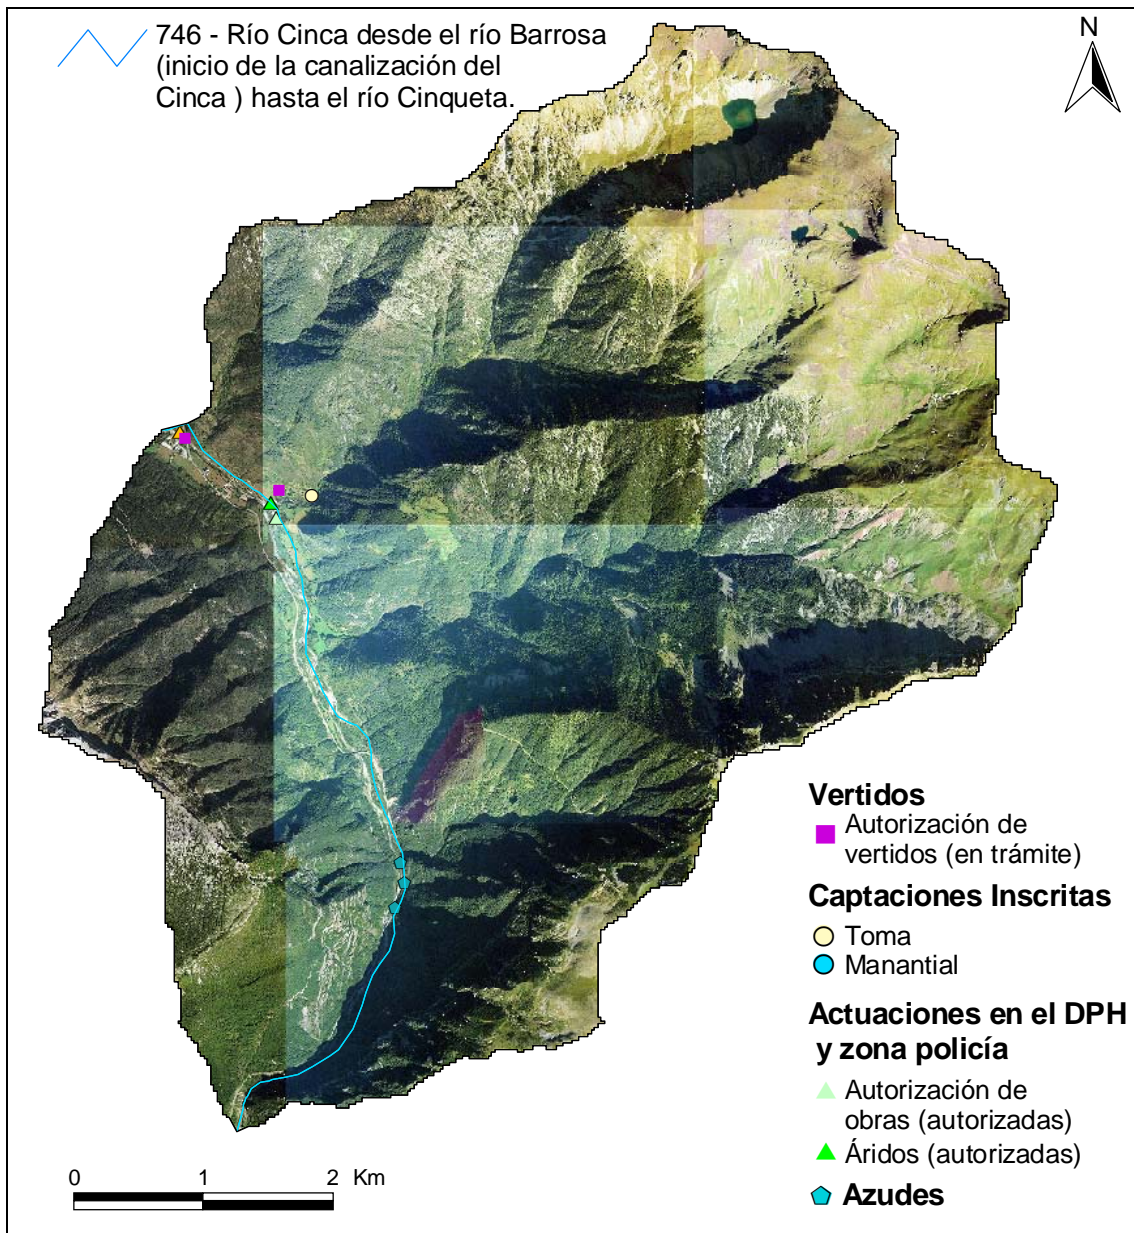 746 - Río Cinca desde el río Barrosa
(inicio de la canalización del
Cinca ) hasta el río Cinqueta.
N
Vertidos
Autorización de
vertidos (en trámite)
Captaciones Inscritas
Toma
Manantial
Actuaciones en el DPH
y zona policía
Autorización de
obras (autorizadas)
Áridos (autorizadas)
Azudes
0 1 2 Km